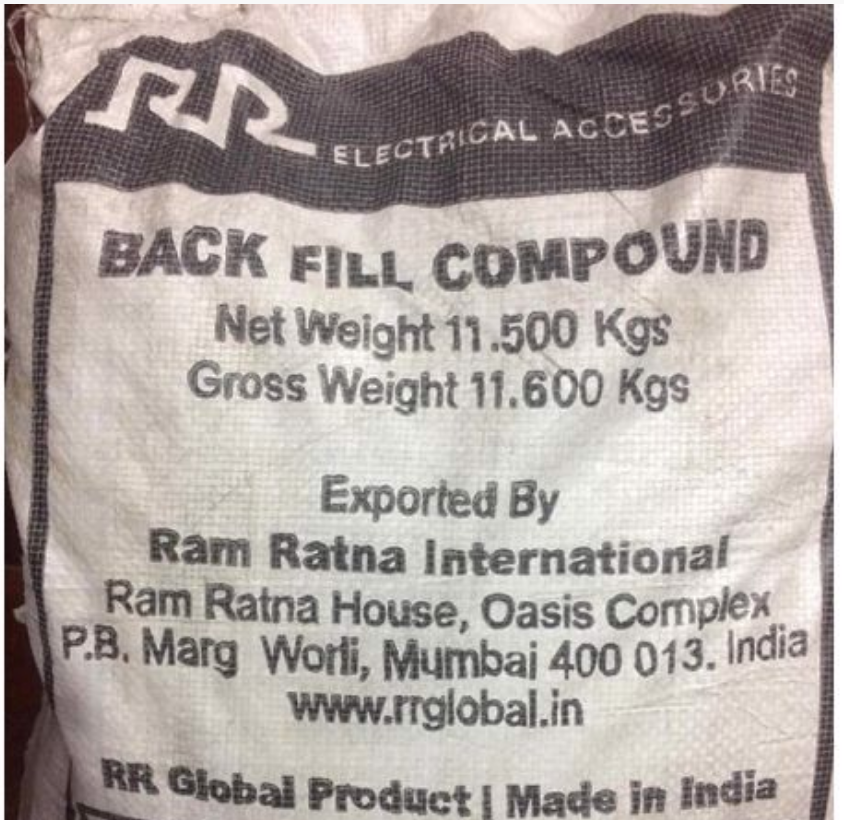 RR ELECTRICAL ACCESSORIES
BACK FILL COMPOUND
Net Weight 11.500 Kgs
Gross Weight 11.600 Kgs
Exported By
Ram Ratna International
Ram Ratna House, Oasis Complex
P.B. Marg Worli, Mumbai 400 013. India
www.rrglobal.in
RR Global Product | Made in India